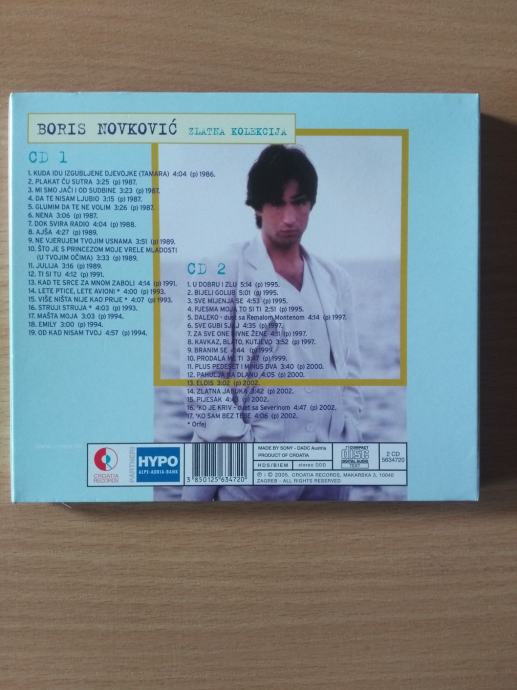 BORIS NOVKOVIĆ ZLATNA KOLEKCIJA
CD 1
1. KUDA IDU IZGUBLJENE DJEVOJKE (TAMARA) 4:04 (p) 1986.
2. PLAKAT ĆU SUTRA 3:25 (p) 1987.
3. MI SMO JAČI I OD SUDBINE 3:23 (p) 1987.
4. DA TE NISAM LJUBIO 3:15 (p) 1987.
5. GLUMIM DA TE NE VOLIM 3:26 (p) 1987.
6. NENA 3:06 (p) 1987.
7. DOK SVIRA RADIO 4:04 (p) 1988.
8. AJŠA 4:27 (p) 1989.
9. NE VJERUJEM TVOJIM USNAMA 3:51 (p) 1989.
10. ŠTO JE S PRINCEZOM MOJE VRELE MLADOSTI
(U TVOJIM OČIMA) 3:33 (p) 1989.
11. JULIJA 3:16 (p) 1989.
12. TI SI TU 4:12 (p) 1991.
13. KAD TE SRCE ZA MNOM ZABOLI 4:14 (p) 1991.
14. LETE PTICE, LETE AVIONI * 4:00 (p) 1993.
15. VIŠE NIŠTA NIJE KAO PRIJE * 4:07 (p) 1993.
16. STRUJI STRUJA * 4:03 (p) 1993.
17. MAŠTA MOJA 3:03 (p) 1994.
18. EMILY 3:00 (p) 1994.
19. OD KAD NISAM TVOJ 4:57 (p) 1994.
CD 2
1. U DOBRU I ZLU 5:14 (p) 1995.
2. BIJELI GOLUB 5:01 (p) 1995.
3. SVE MIJENJA SE 4:53 (p) 1995.
4. PJESMA MOJA TO SI TI 2:51 (p) 1995.
5. DALEKO - duet sa Kemalom Montenom 4:14 (p) 1997.
6. SVE GUBI SJAJ 4:35 (p) 1997.
7. ZA SVE ONE DIVNE ŽENE 4:11 (p) 1997.
8. KAVKAZ, BLATO, KUTJEVO 3:52 (p) 1997.
9. BRANIM SE 4:44 (p) 1999.
10. PRODALA MI TI 3:47 (p) 1999.
11. PLUS PEDESET I MINUS DVA 3:40 (p) 2000.
12. PAHULJA NA DLANU 4:05 (p) 2000.
13. ELOIS 3:02 (p) 2002.
14. ZLATNA JABUKA 3:42 (p) 2002.
15. PIJESAK 4:43 (p) 2002.
16. 'KO JE KRIV - duet sa Severinom 4:47 (p) 2002.
17. 'KO SAM BEZ TEBE 4:06 (p) 2002.
* Orfej
CROATIA
RECORDS
PARTNERI
HYPO
ALPE-ADRIA-BANK
3 850125 634720
MADE BY SONY - DADC Austria
PRODUCT OF CROATIA
HDS/BIEM stereo DDD
COMPACT
disc
DIGITAL AUDIO
TEXT
2 CD
5634720
℗ - © 2005. CROATIA RECORDS, MAKARSKA 3, 10040
ZAGREB - ALL RIGHTS RESERVED